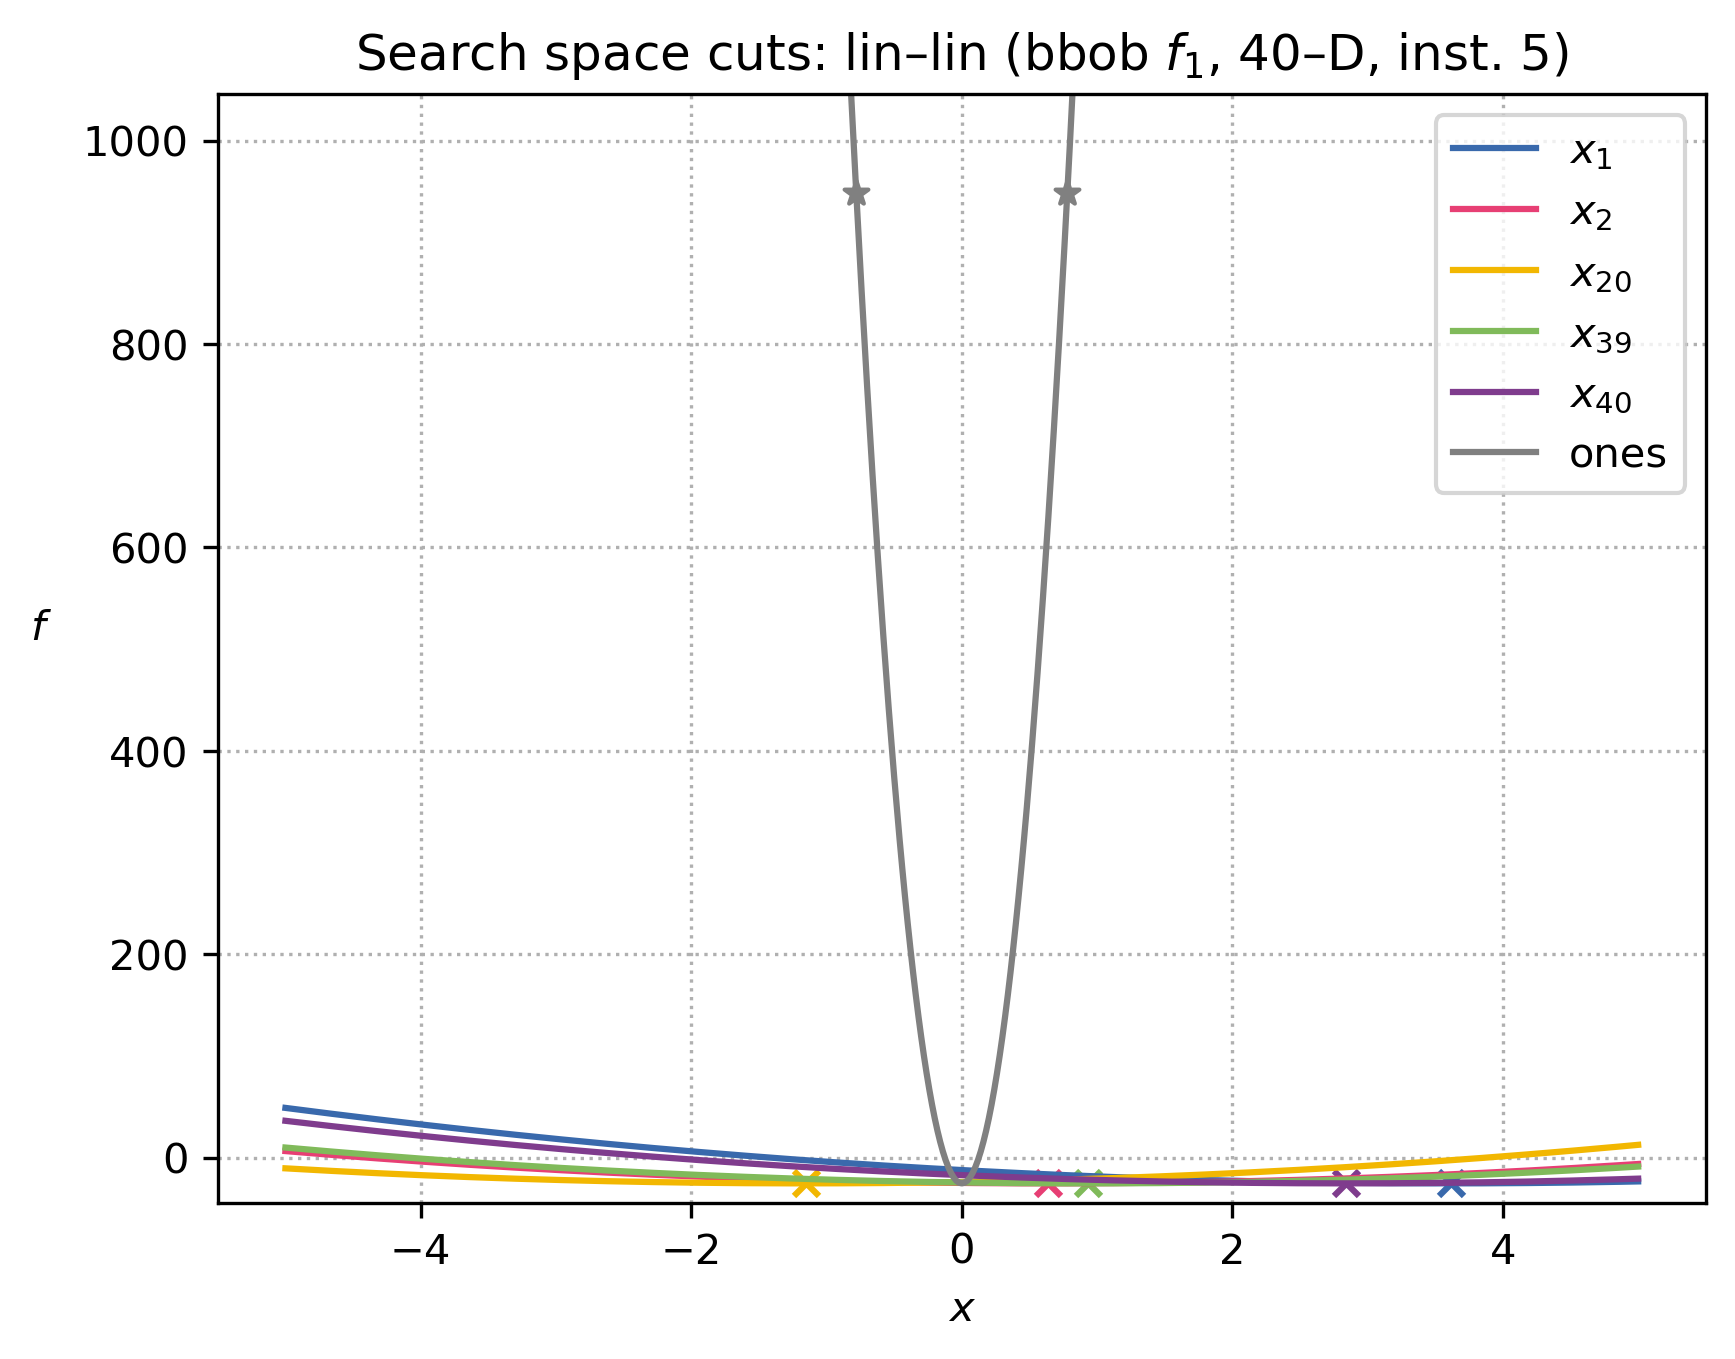 Search space cuts: lin–lin (bbob f₁, 40–D, inst. 5)
1000
800
600
400
200
0
f
−4
−2
0
2
4
x
x₁
x₂
x₂₀
x₃₉
x₄₀
ones